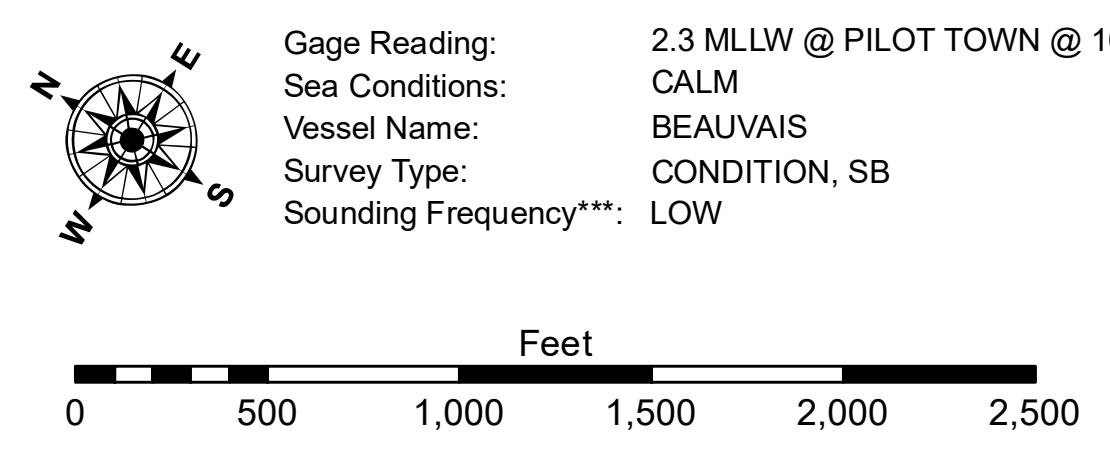 N
E
S
W
Gage Reading: 2.3 MLLW @ PILOT TOWN @
Sea Conditions: CALM
Vessel Name: BEAUVAIS
Survey Type: CONDITION, SB
Sounding Frequency***: LOW
Feet
0 500 1,000 1,500 2,000 2,500